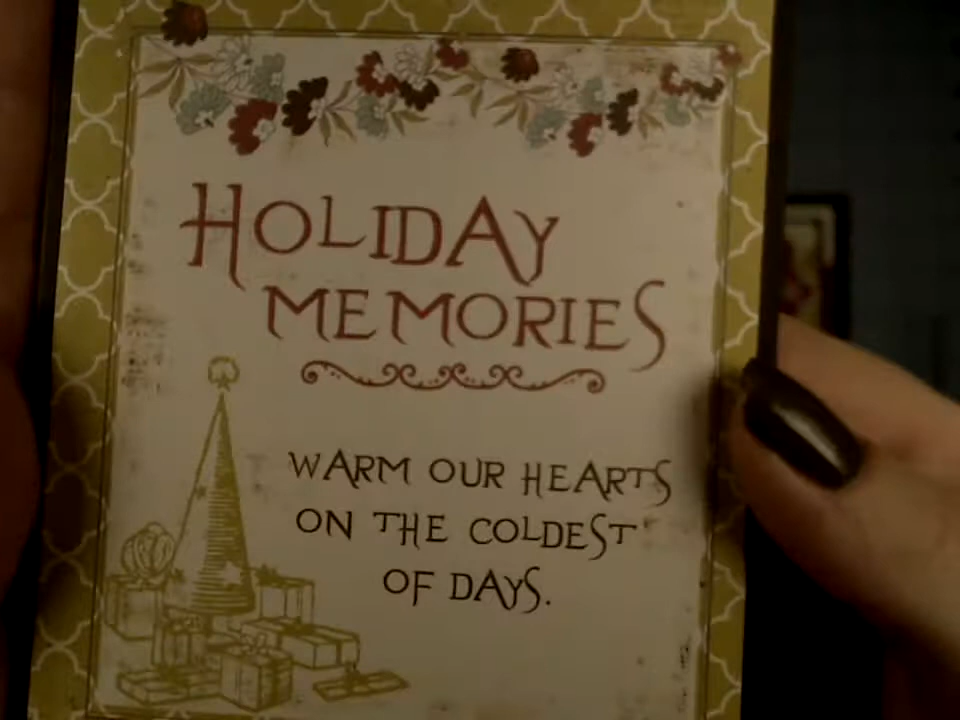 HOLIDAY
MEMORIES
WARM OUR HEARTS
ON THE COLDEST
OF DAYS.